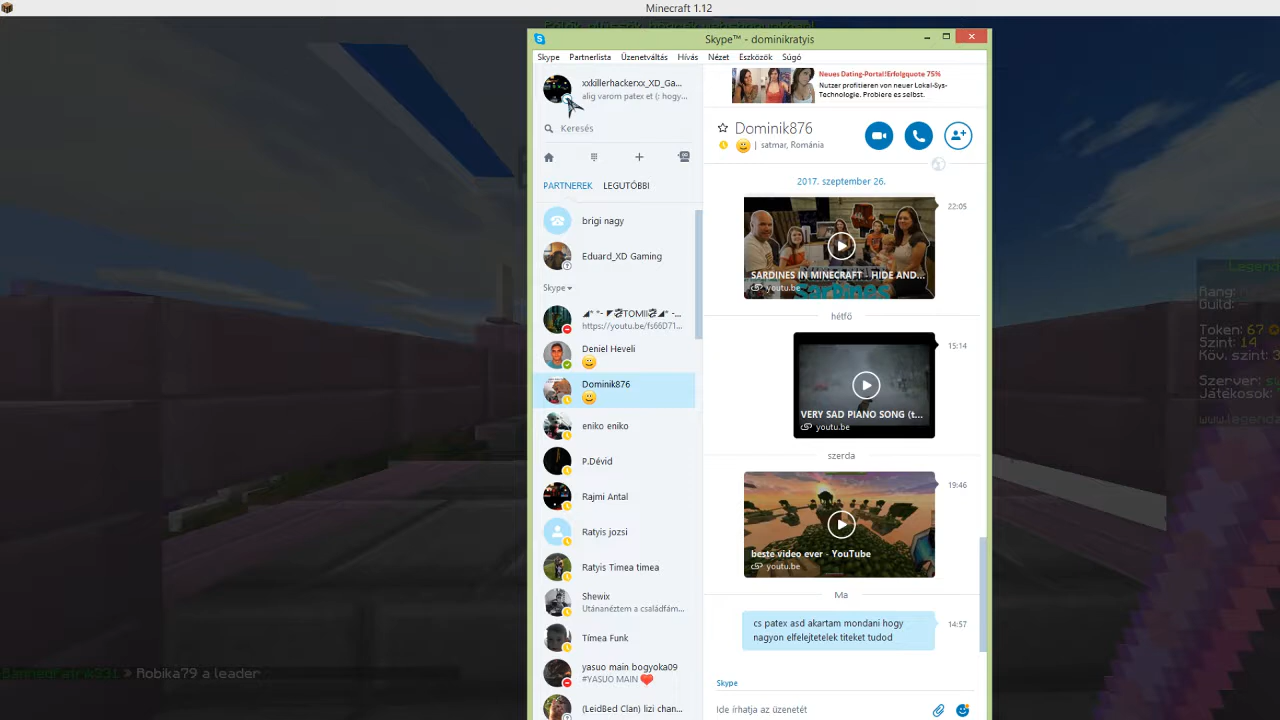 Minecraft 1.12
Skype™ - dominikratyis
Skype Partnerlista Üzenetváltás Hívás Nézet Eszközök Súgó
xxkillerhackerxx_XD_Ga...
alig varom patex et (; hogy...
Keresés
PARTNEREK LEGUTÓBBI
brigi nagy
Eduard_XD Gaming
Skype
https://youtu.be/fs66D71...
Deniel Heveli
Dominik876
eniko eniko
P.Dévid
Rajmi Antal
Ratyis jozsi
Ratyis Timea timea
Shewix
Utánanéztem a családfám...
Tímea Funk
yasuo main bogyoka09
#YASUO MAIN
(LeidBed Clan) lizi chan...
Neues Dating-Portal!Erfolgquote 75%
Nutzer profitieren von neuer Lokal-Sys-
Technologie. Probiere es selbst.
Dominik876
| satmar, Románia
2017. szeptember 26.
22:05
SARDINES IN MINECRAFT - HIDE AND...
youtu.be
hétfő
15:14
VERY SAD PIANO SONG (t...
youtu.be
szerda
19:46
beste video ever - YouTube
youtu.be
Ma
cs patex asd akartam mondani hogy
nagyon elfelejtetelek titeket tudod
14:57
Skype
Ide írhatja az üzenetét
Rang:
Guild: --
Token: 67
Szint: 14
Köv. szint: 3
Szerver:
Játékosok:
» Robika79 a leader